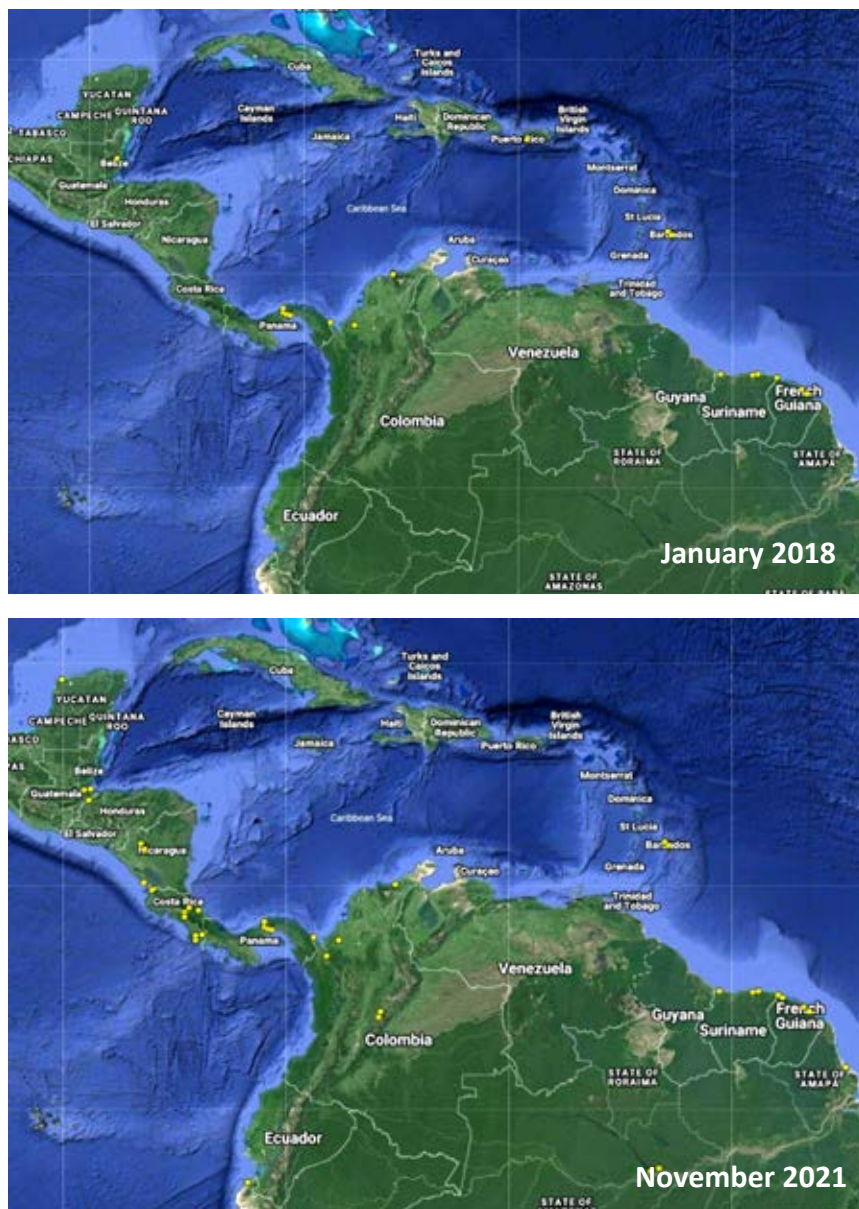 Turks and
Caicos
Islands
Cuba
YUCATAN
CAMPECHE
QUINTANA
ROO
TABASCO
CHIAPAS
Cayman
Islands
Haiti
Dominican
Republic
British
Virgin
Islands
Jamaica
Puerto Rico
Belize
Montserrat
Guatemala
Honduras
Dominica
El Salvador
Caribbean Sea
St Lucia
Nicaragua
Aruba
Barbados
Curaçao
Grenada
Costa Rica
Trinidad
and Tobago
Panama
Venezuela
Guyana
French
Guiana
Suriname
Colombia
STATE OF
RORAIMA
STATE OF
AMAPÁ
Ecuador
January 2018
STATE OF
AMAZONAS
Turks and
Caicos
Islands
Cuba
YUCATAN
CAMPECHE
QUINTANA
ROO
ASCO
AS
Cayman
Islands
Haiti
Dominican
Republic
British
Virgin
Islands
Jamaica
Puerto Rico
Belize
Montserrat
Guatemala
Honduras
Dominica
El Salvador
Caribbean Sea
St Lucia
Nicaragua
Barbados
Aruba
Curaçao
Grenada
Costa Rica
Trinidad
and Tobago
Panama
Venezuela
Guyana
French
Guiana
Suriname
Colombia
STATE OF
RORAIMA
STATE OF
AMAPÁ
Ecuador
November 2021
STATE OF